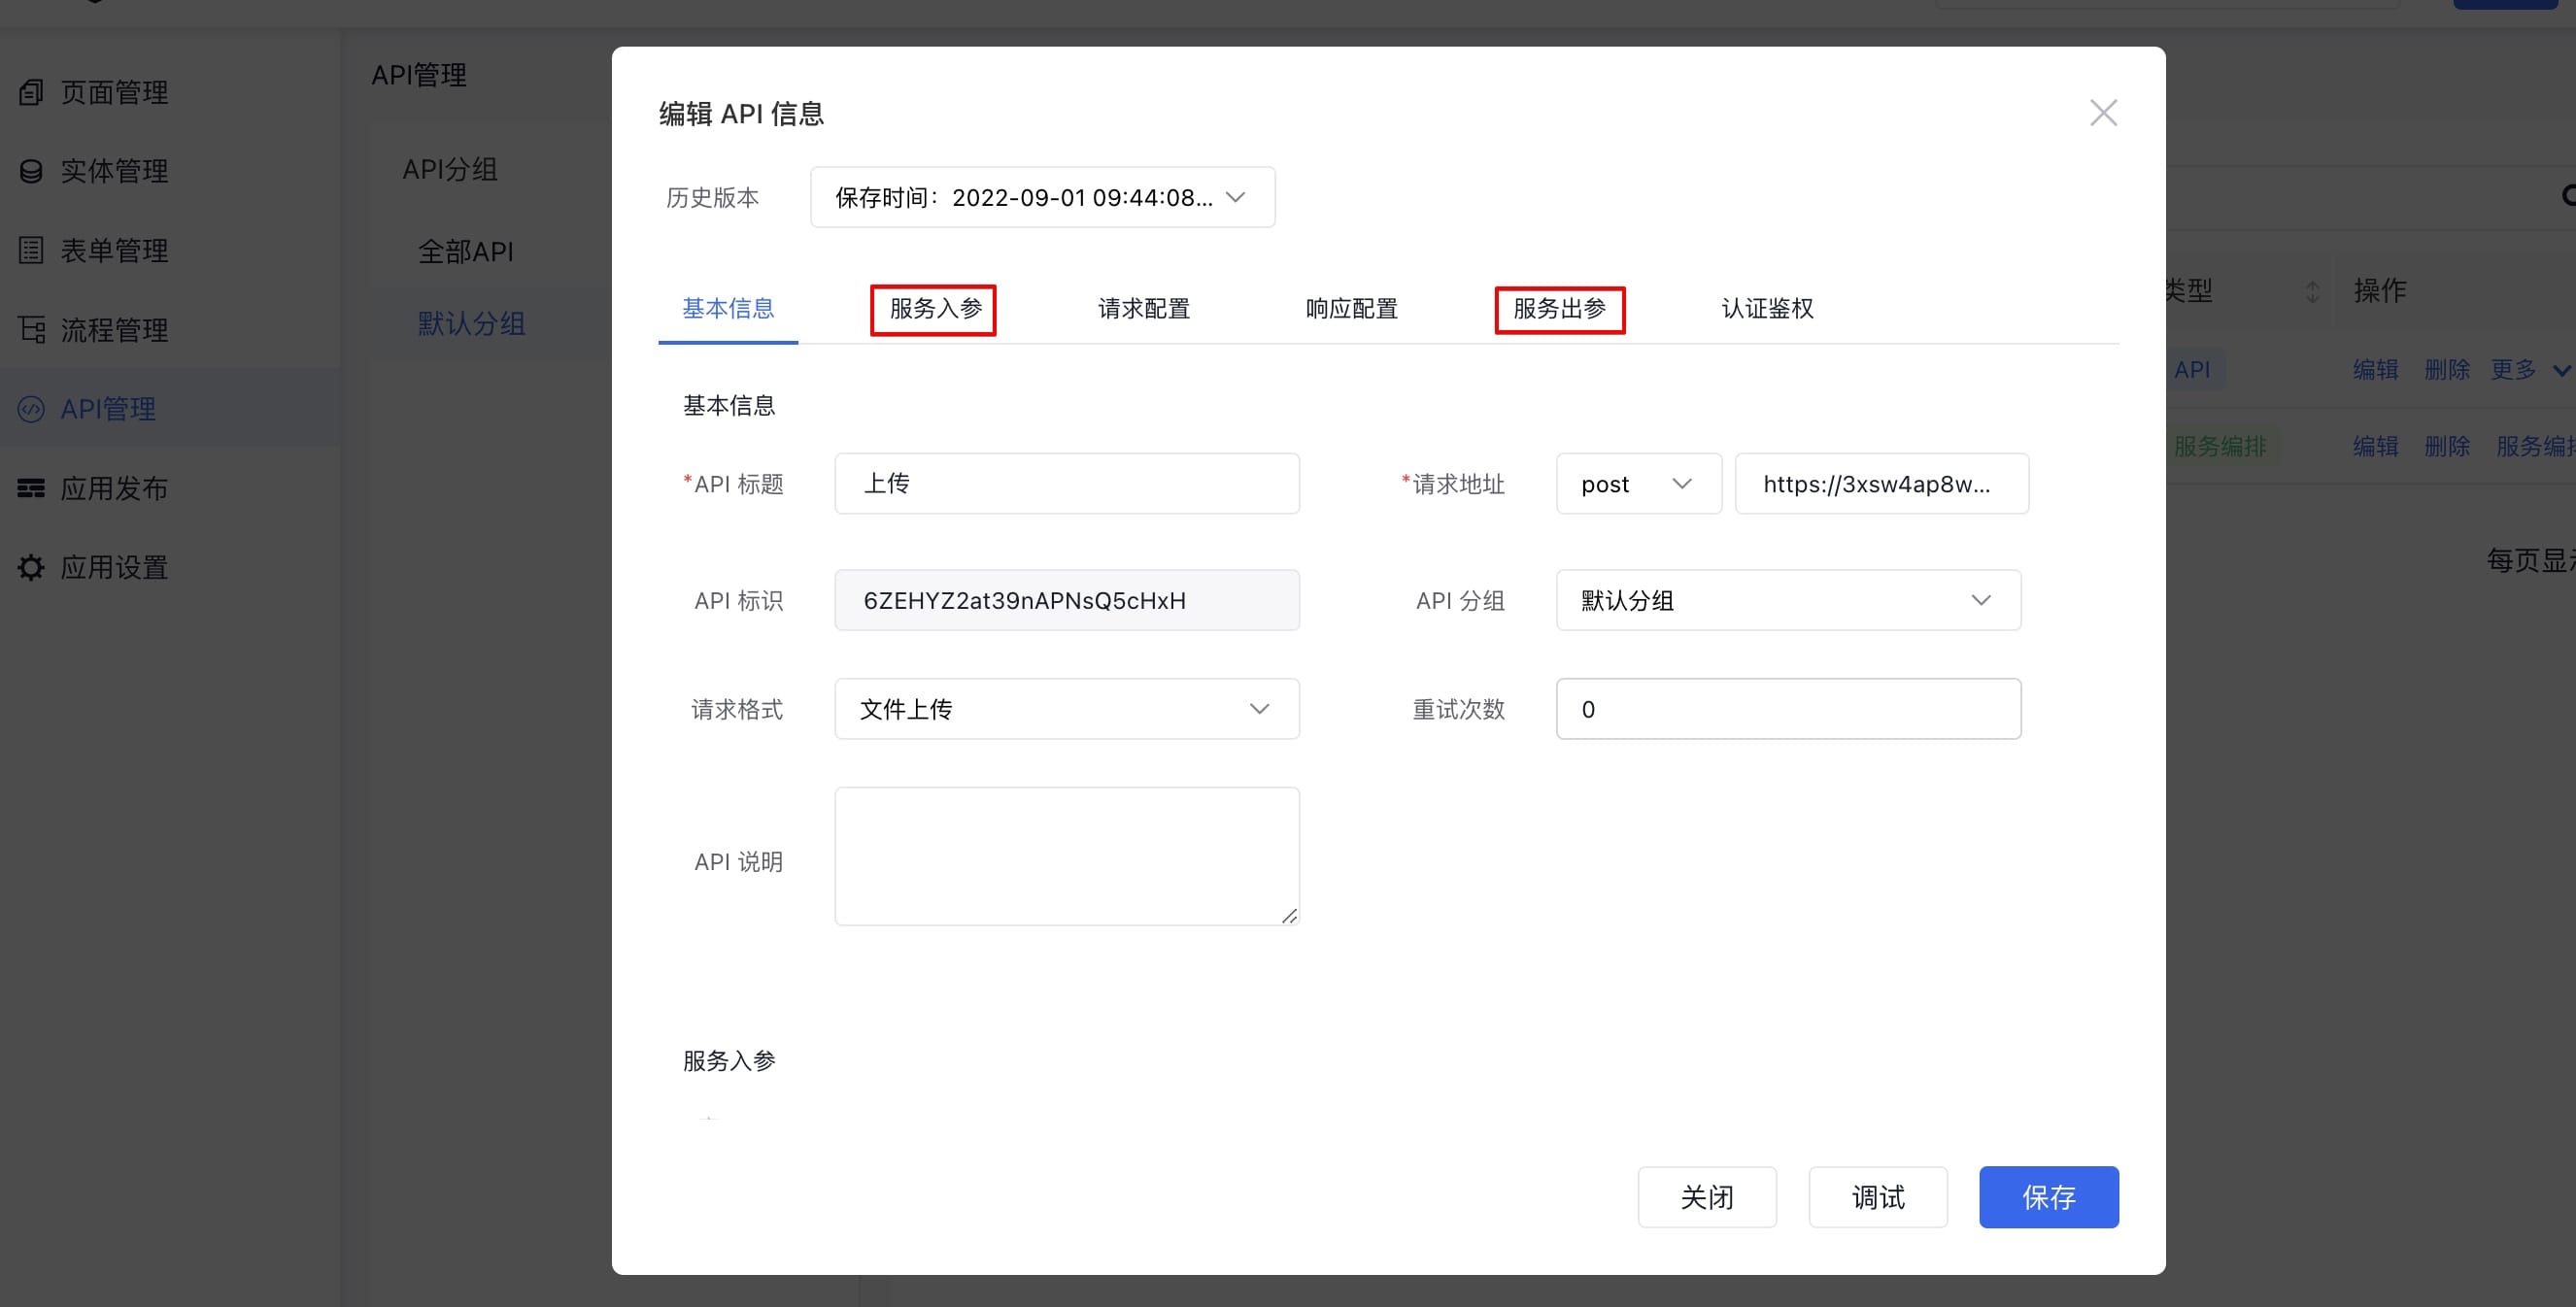 页面管理
实体管理
表单管理
流程管理
API管理
应用发布
应用设置
API管理
API分组
全部API
默认分组
编辑 API 信息
历史版本
保存时间：2022-09-01 09:44:08...
基本信息 服务入参 请求配置 响应配置 服务出参 认证鉴权
基本信息
*API 标题 上传 *请求地址 post https://3xsw4ap8w...
API 标识 6ZEHYZ2at39nAPNsQ5cHxH API 分组 默认分组
请求格式 文件上传 重试次数 0
API 说明
服务入参
关闭 调试 保存
类型 操作
API 编辑 删除 更多
服务编排 编辑 删除 服务编
每页显